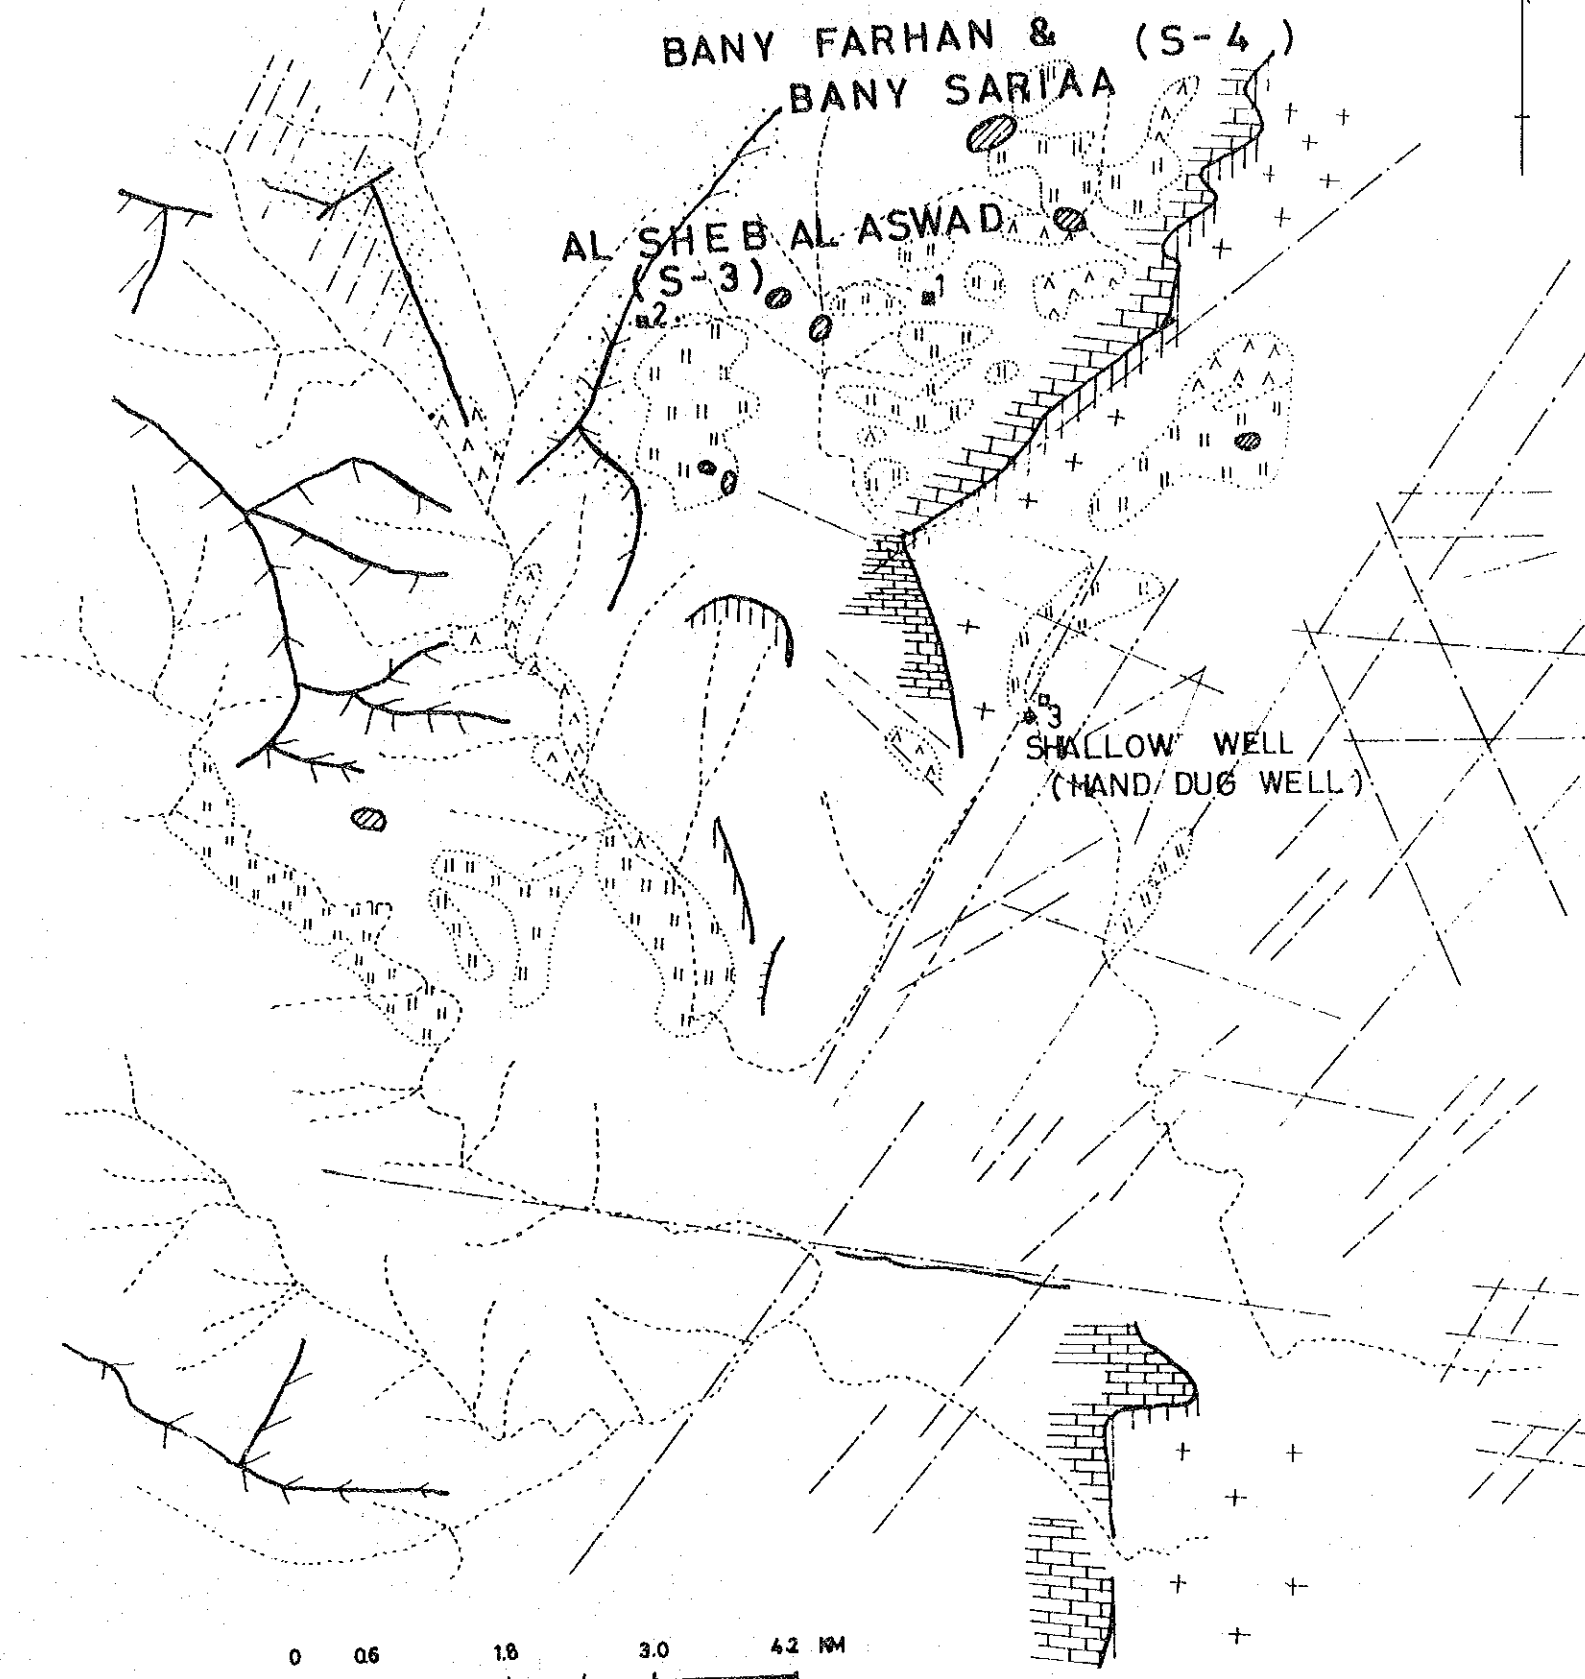 BANY FARHAN & (S-4)
BANY SARIAA
AL SHEB AL ASWAD
(S-3)
1
2.
3
SHALLOW WELL
(HAND DUG WELL)
0 0.6 1.8 3.0 4.2 KM